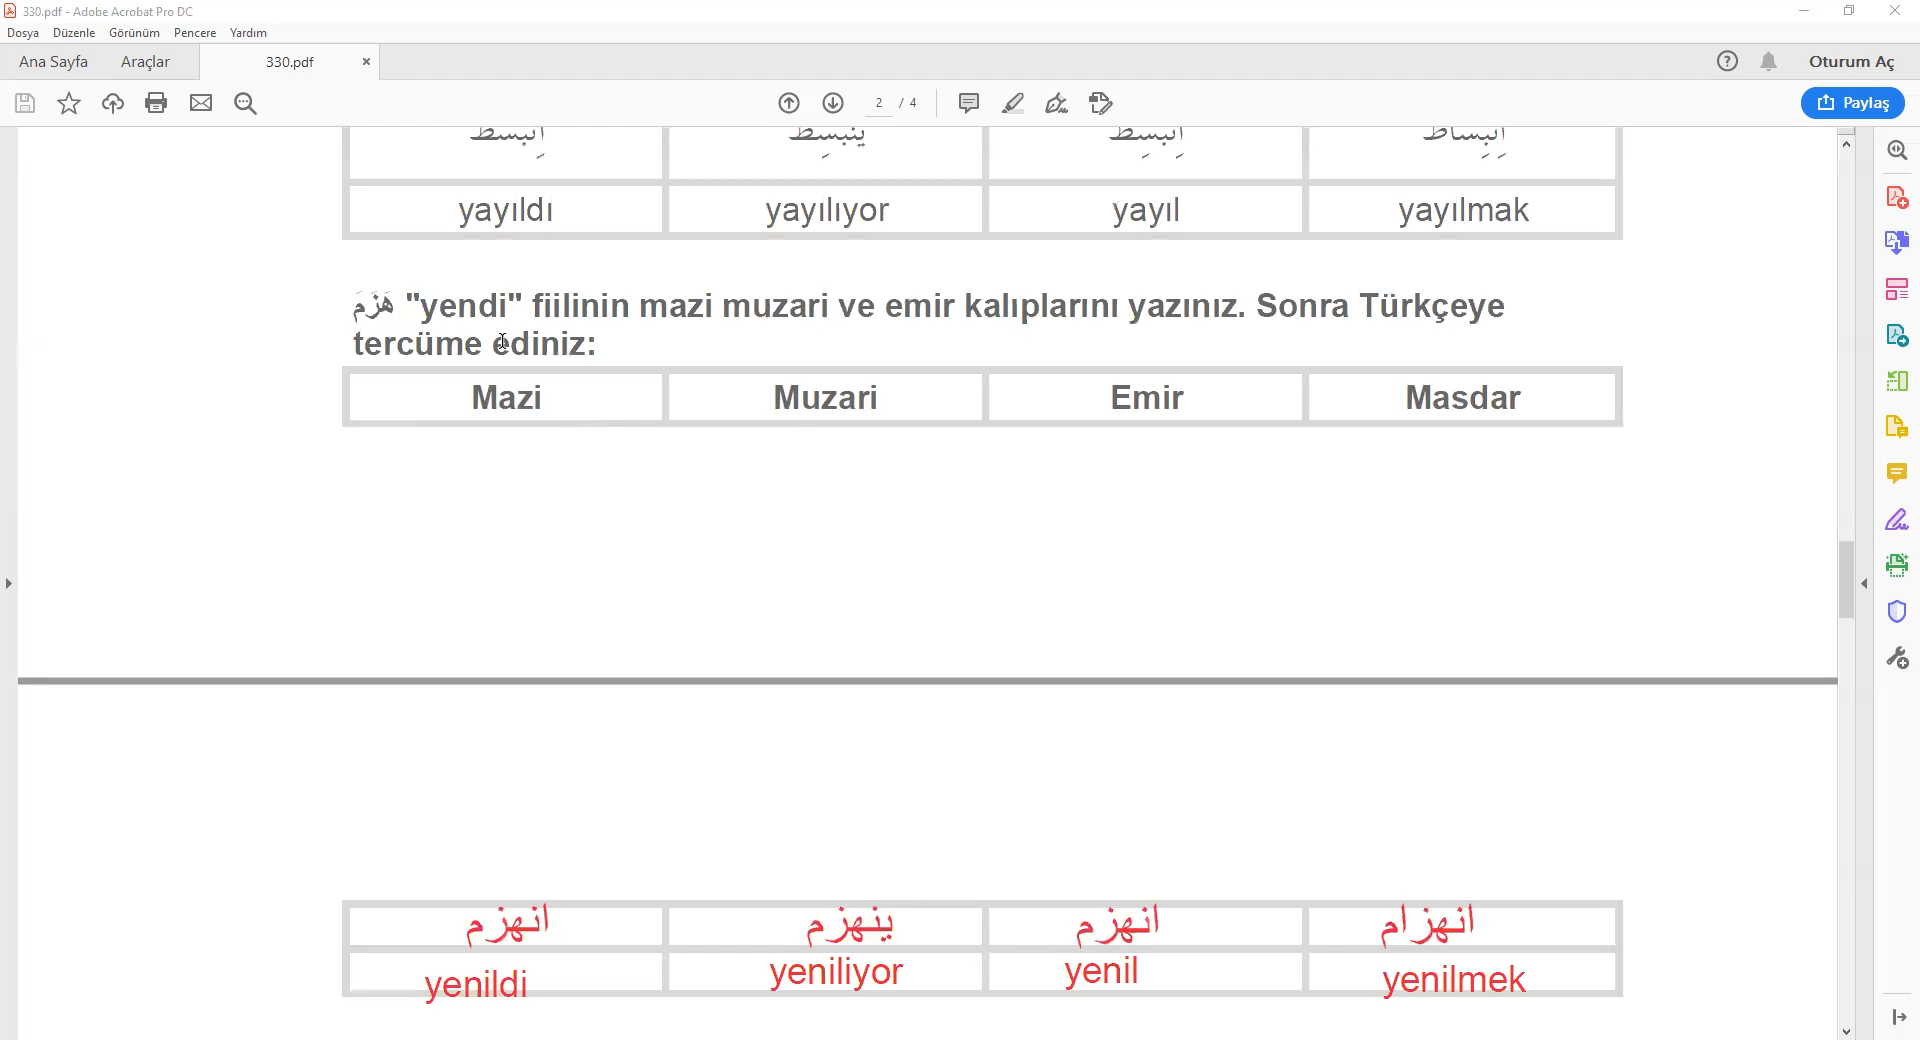 330.pdf - Adobe Acrobat Pro DC
Dosya Düzenle Görünüm Pencere Yardım
Ana Sayfa Araçlar 330.pdf × Oturum Aç
2 / 4 Paylaş
اِنبَسَطَ يَنْبَسِطُ اِنْبَسِطْ اِنْبِسَاط
yayıldı yayılıyor yayıl yayılmak
هَزَمَ "yendi" fiilinin mazi muzari ve emir kalıplarını yazınız. Sonra Türkçeye
tercüme ediniz:
Mazi Muzari Emir Masdar
انهزم ينهزم انهزم انهزام
yenildi yeniliyor yenil yenilmek